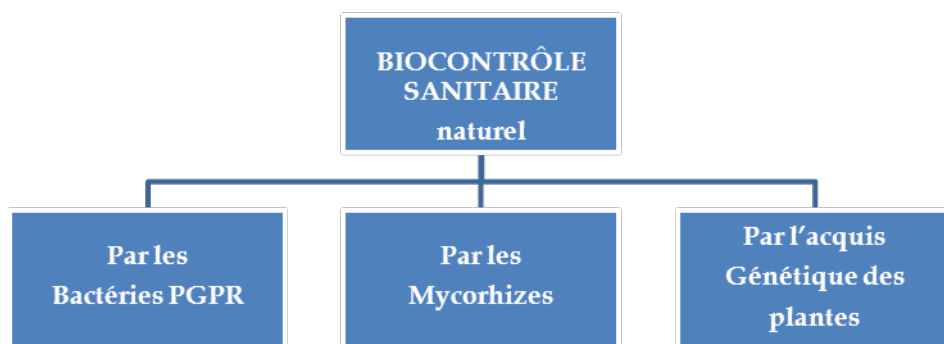 BIOCONTRÔLE
SANITAIRE
naturel
Par les
Bactéries PGPR
Par les
Mycorhizes
Par l'acquis
Génétique des
plantes